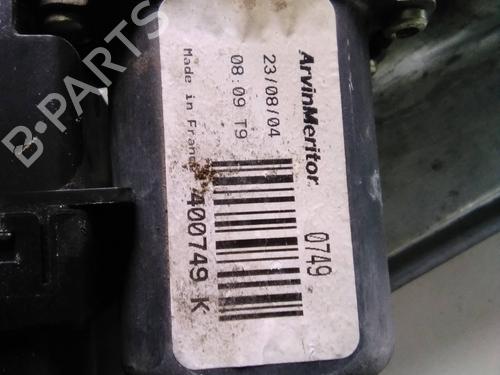 ArvinMeritor
0749
23/08/04
08:09 T9
400749 K
Made in France
B-PARTS